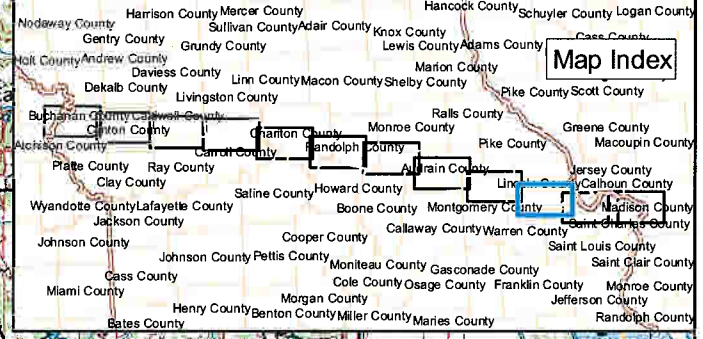 Hancock County Schuyler County Logan County
Harrison County Mercer County
Nodaway County Sullivan County Adair County Knox County Cass County
Gentry County Grundy County Lewis County Adams County
Map Index
Holt County Andrew County Marion County
Daviess County Linn County Macon County Shelby County
Dekalb County Pike County Scott County
Livingston County
Buchanan County Caldwell County Ralls County
Clinton County Chariton County Monroe County Greene County
Atchison County Randolph County Pike County Macoupin County
Carroll County
Platte County Ray County Audrain County Jersey County
Clay County Lincoln County Calhoun County
Saline County Howard County
Wyandotte County Lafayette County Boone County Montgomery County Madison County
Jackson County Callaway County Warren County Saint Charles County
Johnson County Cooper County Saint Louis County
Johnson County Pettis County Moniteau County Saint Clair County
Cass County Gasconade County
Miami County Cole County Osage County Franklin County Monroe County
Morgan County Jefferson County
Henry County Benton County Miller County Maries County Randolph County
Bates County